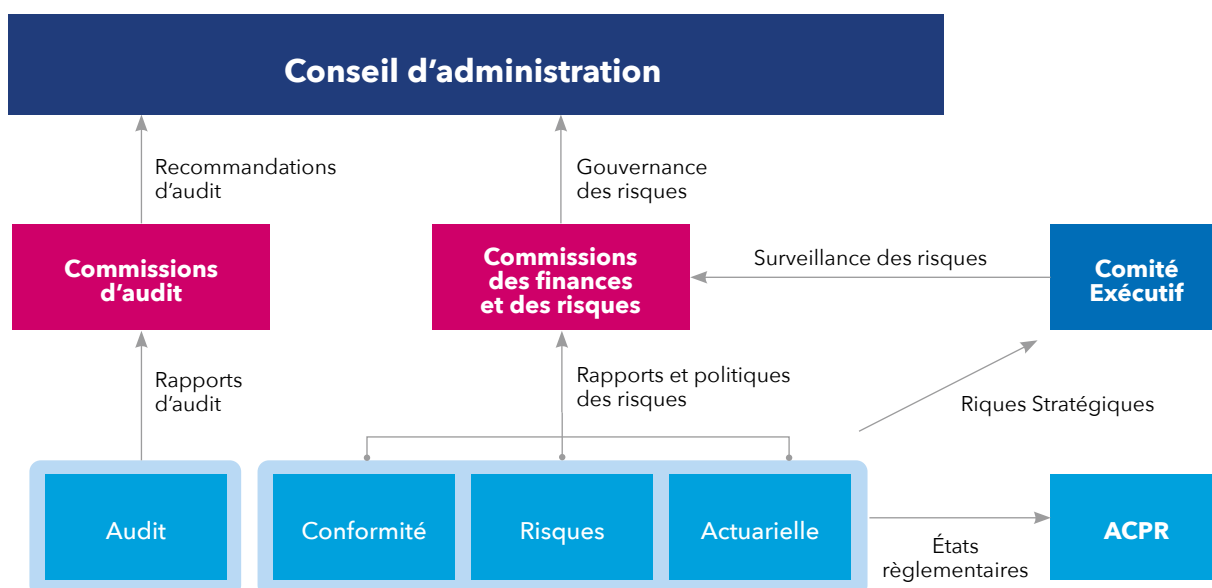 Conseil d’administration
Recommandations
d’audit
Gouvernance
des risques
Commissions
d’audit
Commissions
des finances
et des risques
Surveillance des risques
Comité
Exécutif
Rapports
d’audit
Rapports et politiques
des risques
Riques Stratégiques
Audit
Conformité
Risques
Actuarielle
États
règlementaires
ACPR